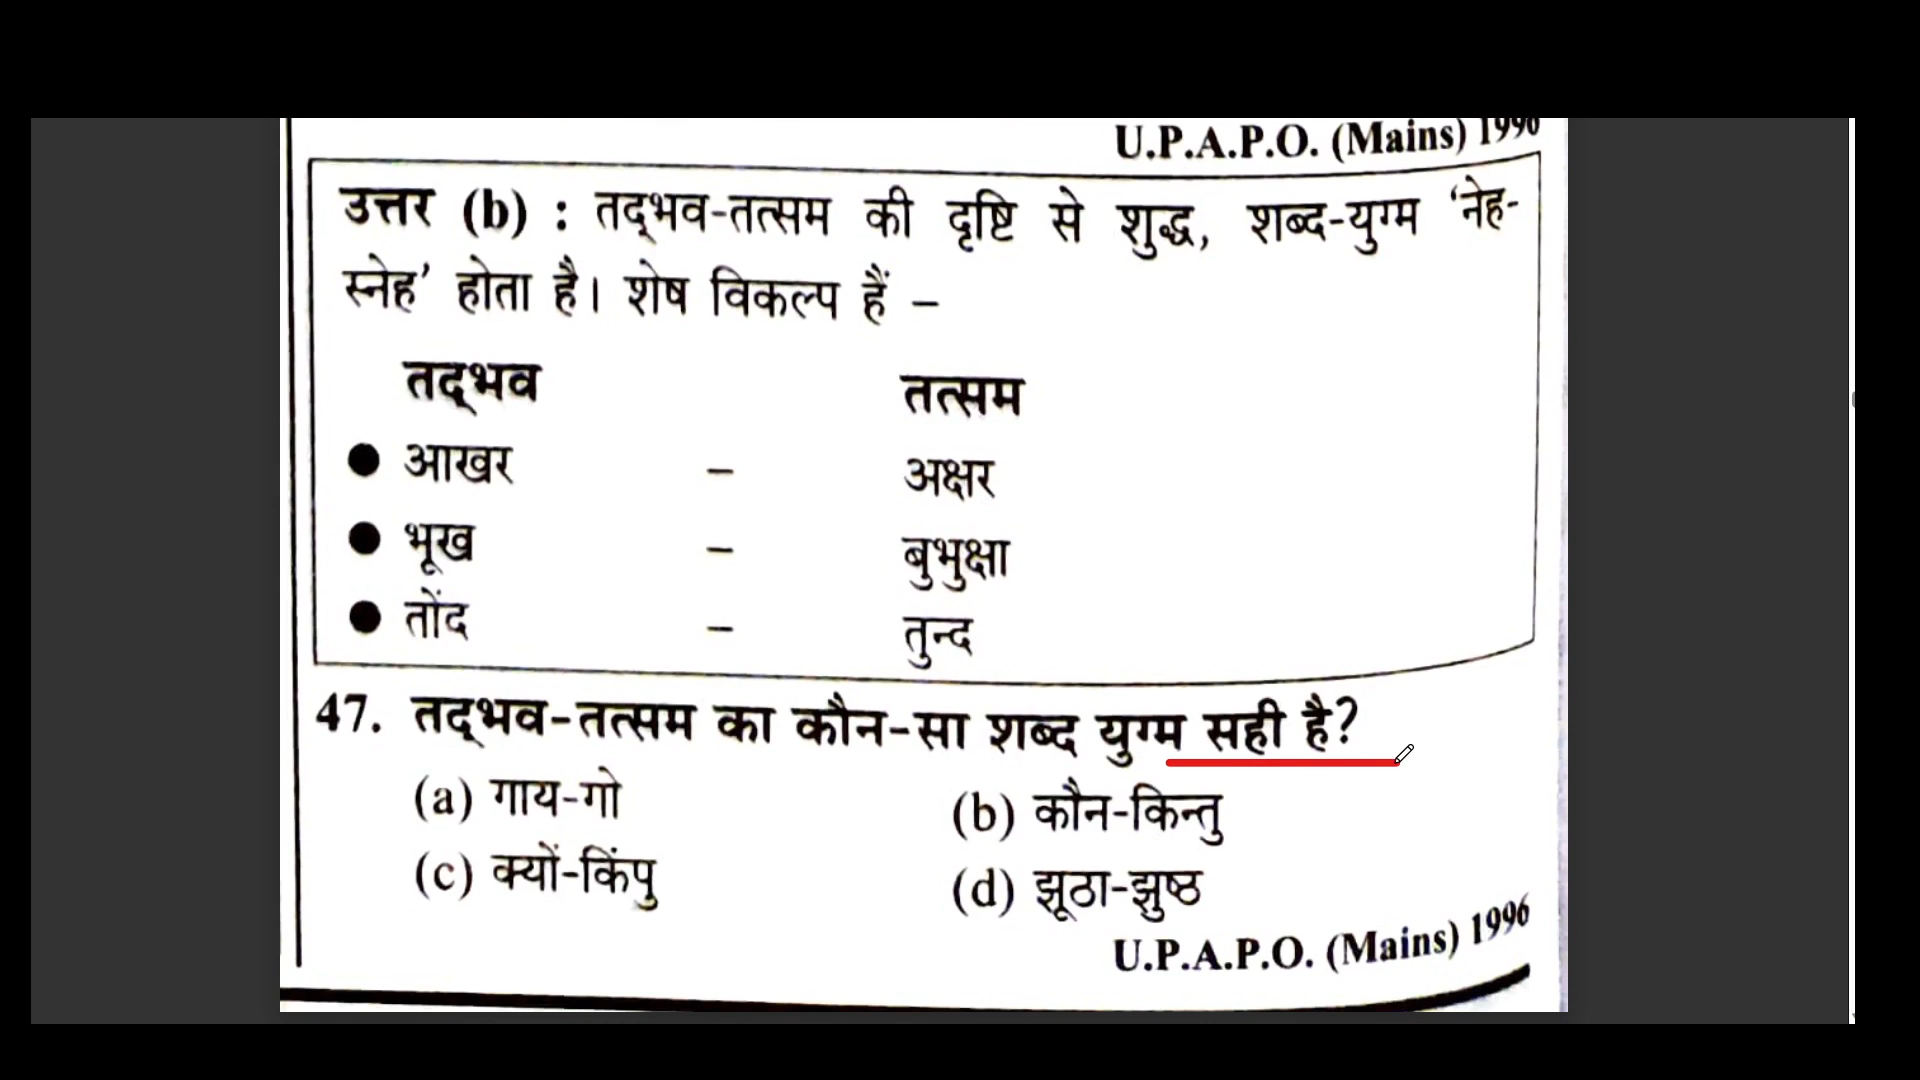 U.P.A.P.O. (Mains) 1996
उत्तर (b) : तद्भव-तत्सम की दृष्टि से शुद्ध, शब्द-युग्म 'नेह-
स्नेह' होता है। शेष विकल्प हैं –
तद्भव तत्सम
● आखर – अक्षर
● भूख – बुभुक्षा
● तोंद – तुन्द
47. तद्भव-तत्सम का कौन-सा शब्द युग्म सही है?
(a) गाय-गो (b) कौन-किन्तु
(c) क्यों-किंपु (d) झूठा-झुष्ठ
U.P.A.P.O. (Mains) 1996